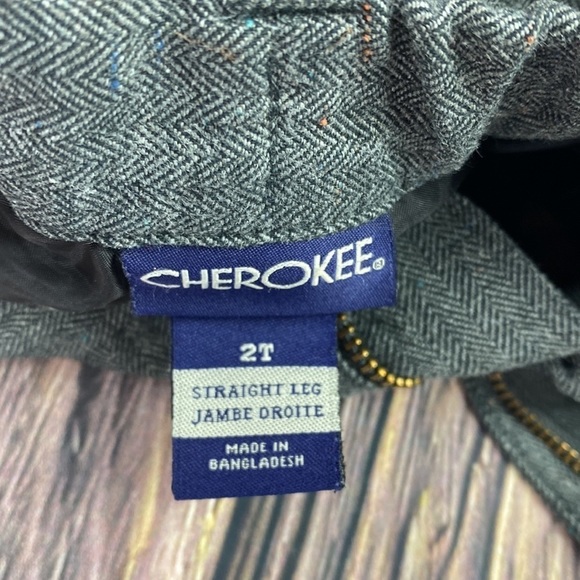 CHEROKEE®
2T
STRAIGHT LEG
JAMBE DROITE
MADE IN
BANGLADESH